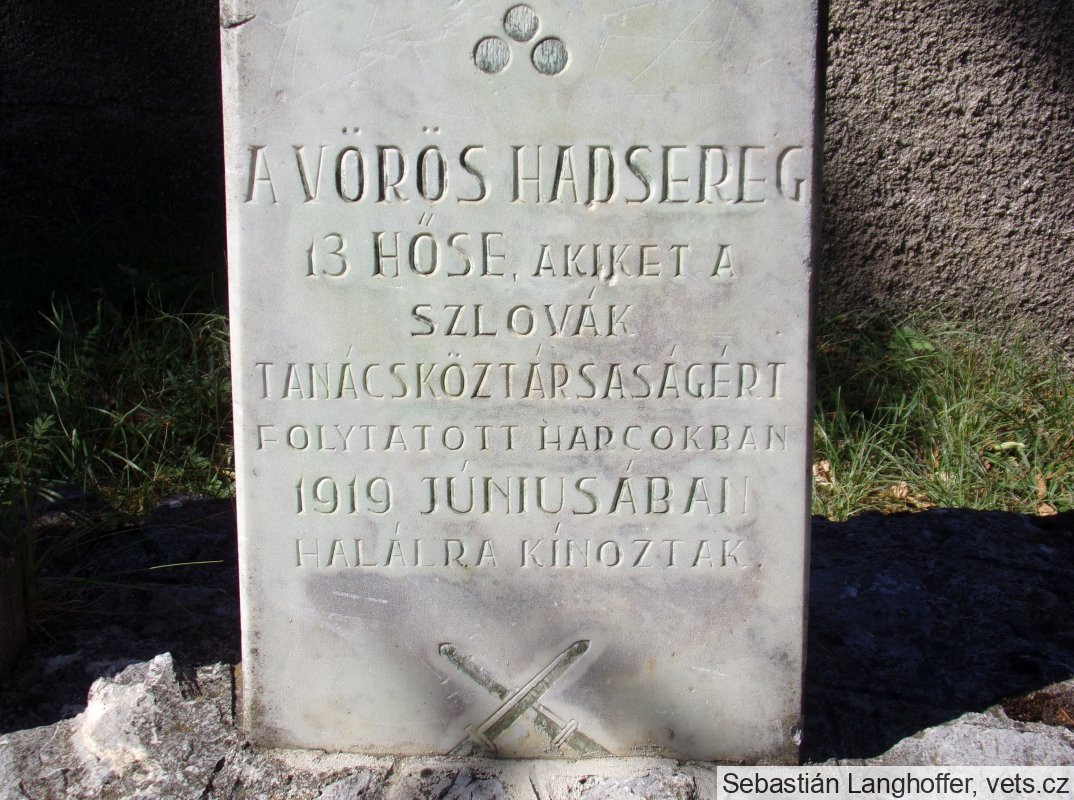 A VÖRÖS HADSEREG
13 HŐSE, AKIKET A
SZLOVÁK
TANÁCSKÖZTÁRSASÁGÉRT
FOLYTATOTT HARCOKBAN
1919 JÚNIUSÁBAN
HALÁLRA KÍNOZTAK.
Sebastián Langhoffer, vets.cz